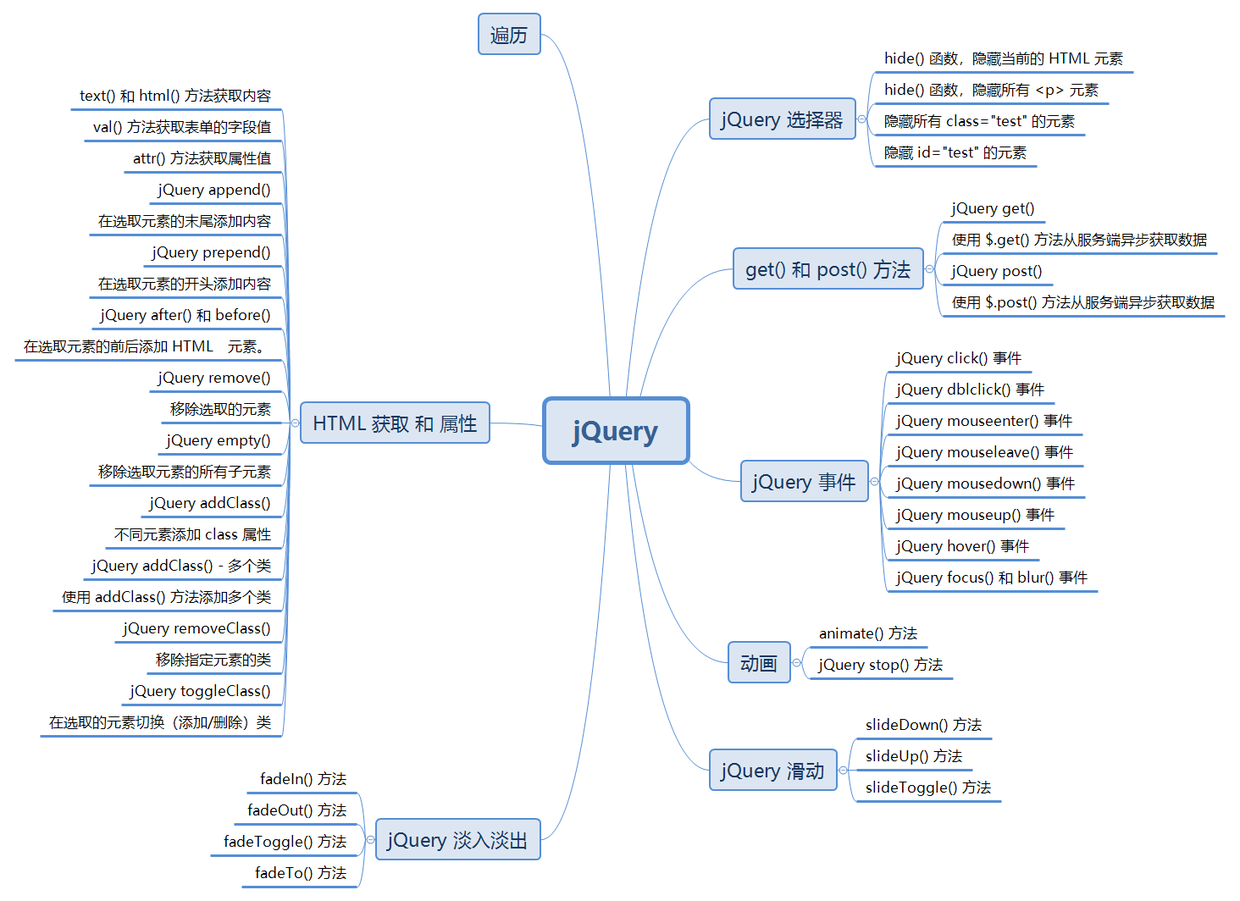 jQuery
遍历
jQuery 选择器
hide() 函数，隐藏当前的 HTML 元素
hide() 函数，隐藏所有 <p> 元素
隐藏所有 class="test" 的元素
隐藏 id="test" 的元素
get() 和 post() 方法
jQuery get()
使用 $.get() 方法从服务端异步获取数据
jQuery post()
使用 $.post() 方法从服务端异步获取数据
jQuery 事件
jQuery click() 事件
jQuery dblclick() 事件
jQuery mouseenter() 事件
jQuery mouseleave() 事件
jQuery mousedown() 事件
jQuery mouseup() 事件
jQuery hover() 事件
jQuery focus() 和 blur() 事件
动画
animate() 方法
jQuery stop() 方法
jQuery 滑动
slideDown() 方法
slideUp() 方法
slideToggle() 方法
jQuery 淡入淡出
fadeIn() 方法
fadeOut() 方法
fadeToggle() 方法
fadeTo() 方法
HTML 获取 和 属性
text() 和 html() 方法获取内容
val() 方法获取表单的字段值
attr() 方法获取属性值
jQuery append()
在选取元素的末尾添加内容
jQuery prepend()
在选取元素的开头添加内容
jQuery after() 和 before()
在选取元素的前后添加 HTML　元素。
jQuery remove()
移除选取的元素
jQuery empty()
移除选取元素的所有子元素
jQuery addClass()
不同元素添加 class 属性
jQuery addClass() - 多个类
使用 addClass() 方法添加多个类
jQuery removeClass()
移除指定元素的类
jQuery toggleClass()
在选取的元素切换（添加/删除）类